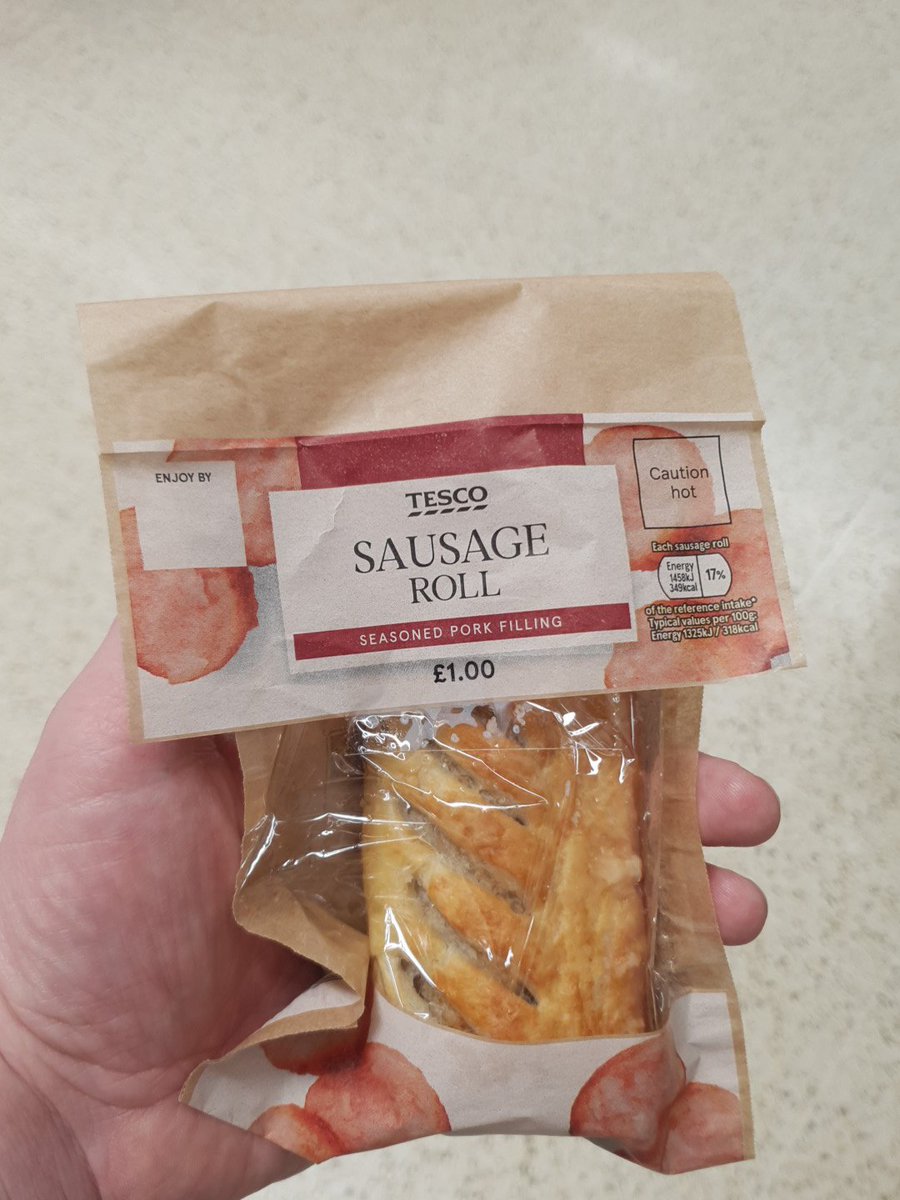 ENJOY BY
TESCO
SAUSAGE
ROLL
SEASONED PORK FILLING
£1.00
Caution
hot
Each sausage roll
Energy
1458kJ
349kcal
17%
of the reference intake*
Typical values per 100g:
Energy 1325kJ / 318kcal